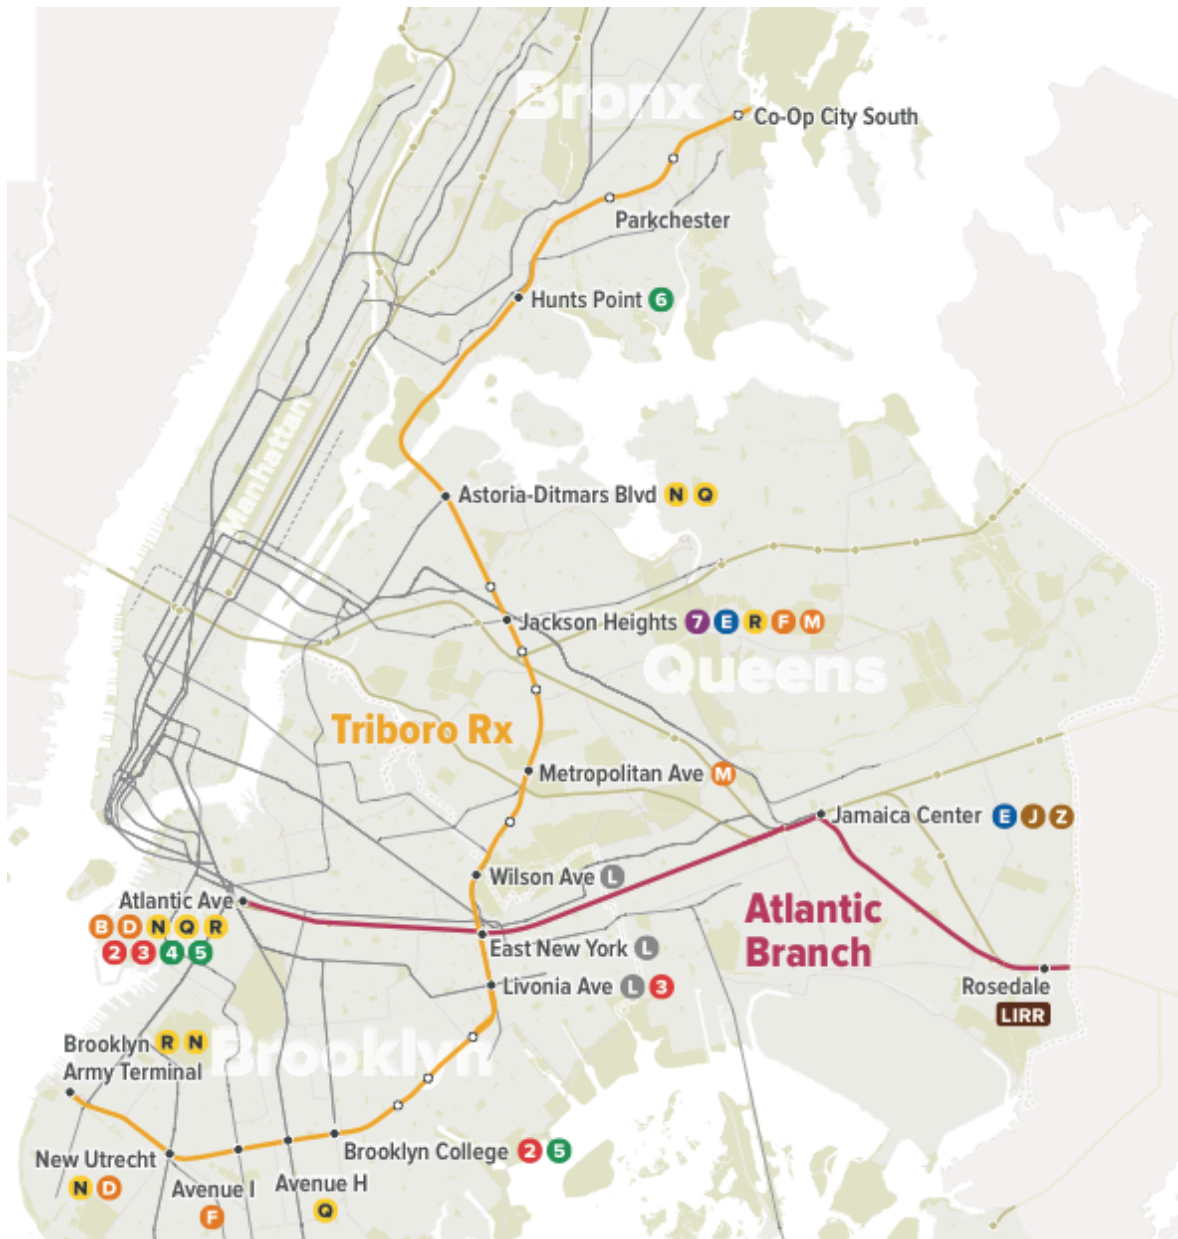 Bronx
Co-Op City South
Parkchester
Hunts Point 6
Manhattan
Astoria-Ditmars Blvd N Q
Jackson Heights 7 E R F M
Queens
Triboro Rx
Metropolitan Ave M
Jamaica Center E J Z
Wilson Ave L
Atlantic Ave
B D N Q R
2 3 4 5
Atlantic
Branch
East New York L
Livonia Ave L 3
Rosedale
LIRR
Brooklyn R N
Army Terminal
Brooklyn
Brooklyn College 2 5
New Utrecht
N D
Avenue I
F
Avenue H
Q